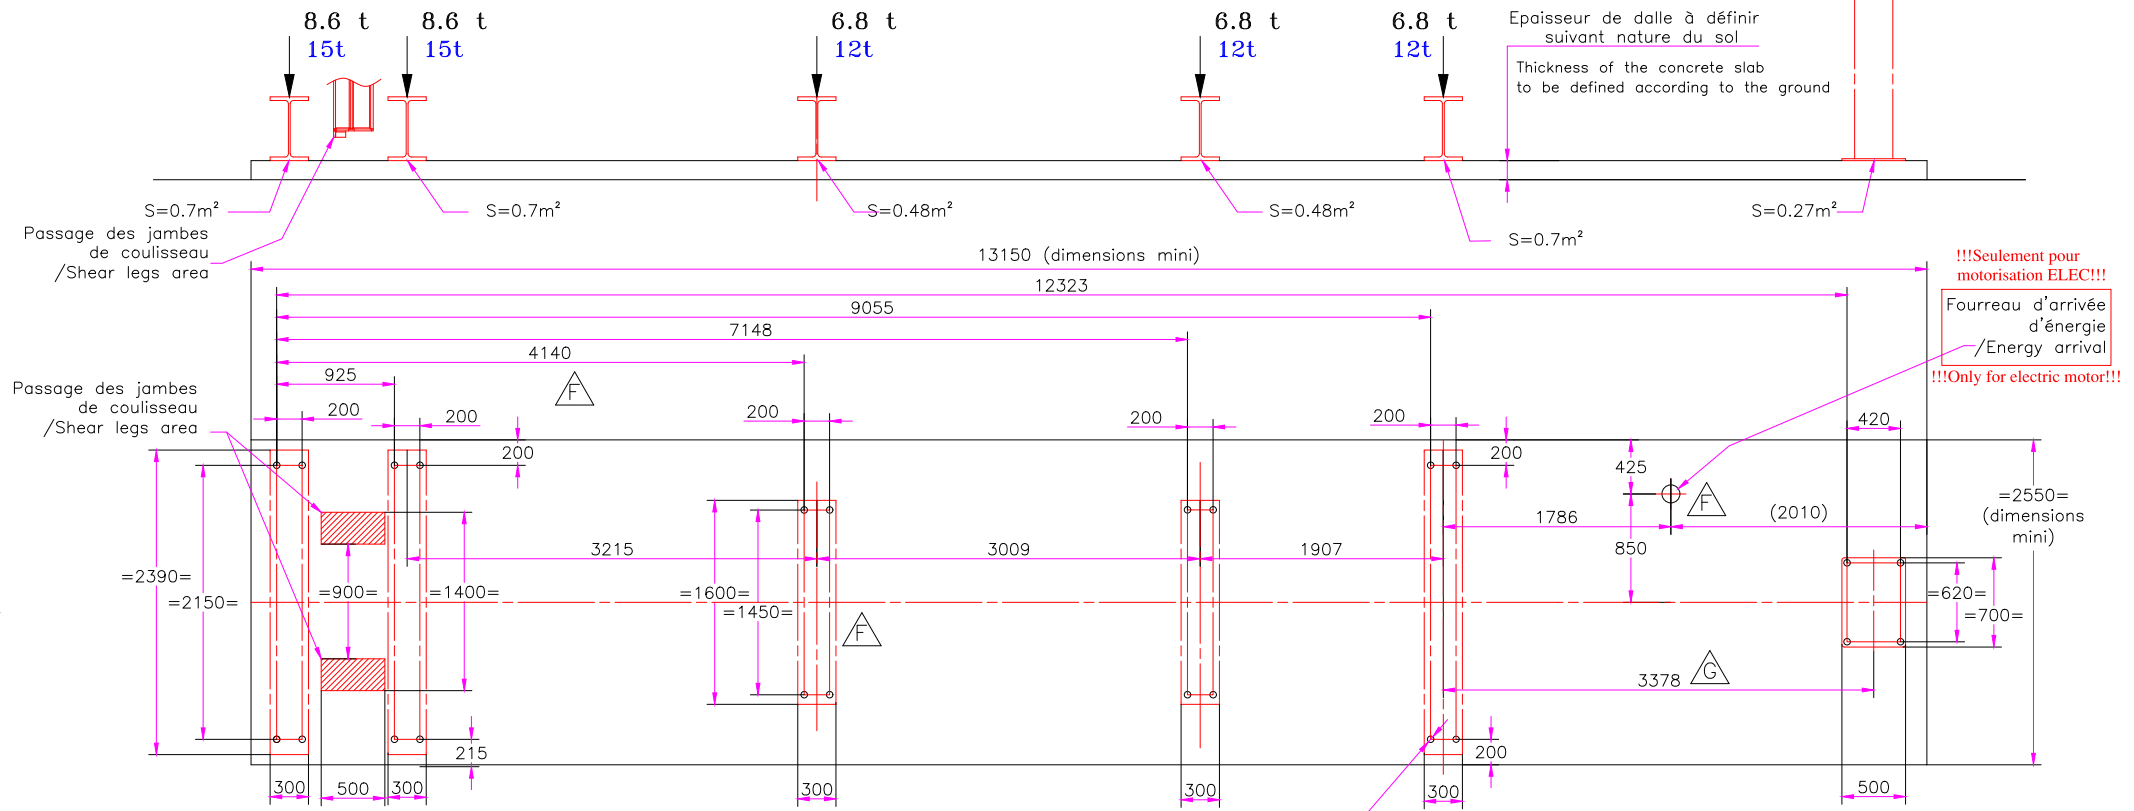 8.6 t
15t
8.6 t
15t
6.8 t
12t
6.8 t
12t
6.8 t
12t
Epaisseur de dalle à définir
suivant nature du sol
Thickness of the concrete slab
to be defined according to the ground
S=0.7m²
S=0.7m²
S=0.48m²
S=0.48m²
S=0.7m²
S=0.27m²
Passage des jambes
de coulisseau
/Shear legs area
13150 (dimensions mini)
12323
9055
7148
4140
925
!!!Seulement pour
motorisation ELEC!!!
Fourreau d'arrivée
d'énergie
/Energy arrival
!!!Only for electric motor!!!
Passage des jambes
de coulisseau
/Shear legs area
F
200
200
200
200
200
200
200
420
425
F
=2550=
(dimensions
mini)
1786
(2010)
850
3215
3009
1907
=2390=
=2150=
=900=
=1400=
=1600=
=1450=
F
=620=
=700=
G
3378
215
200
300
500
300
300
300
300
500